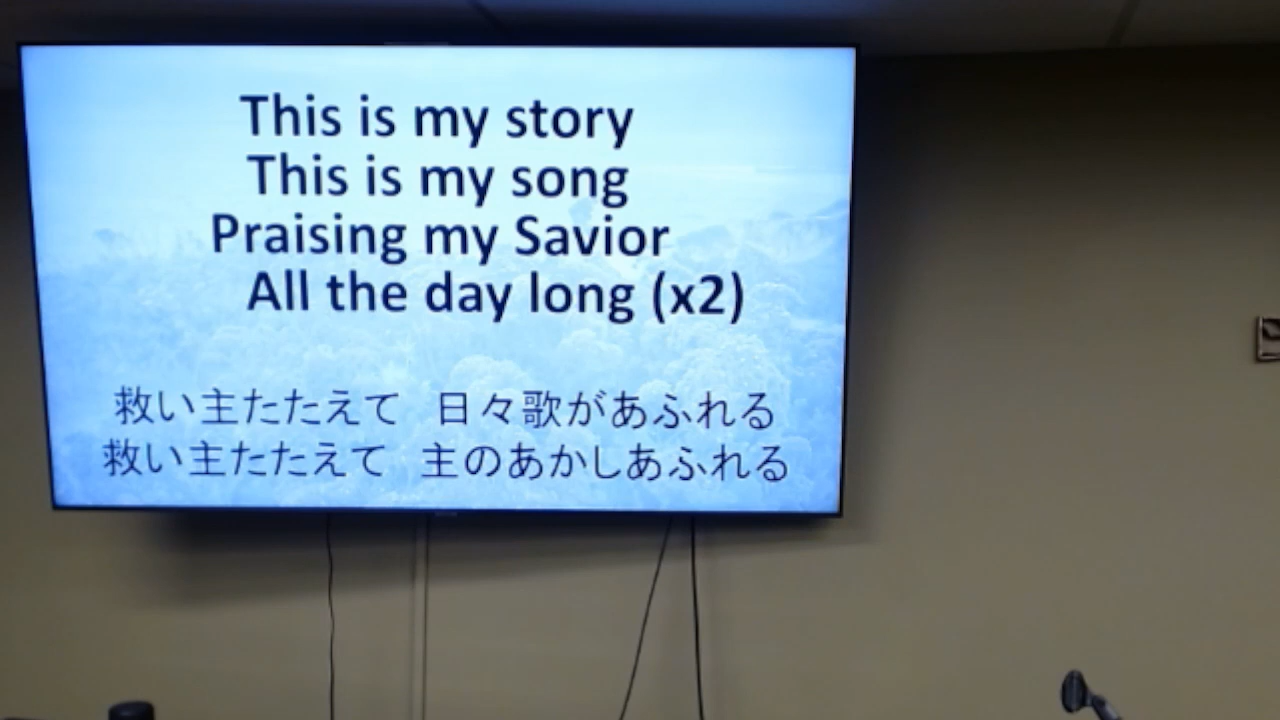 This is my story
This is my song
Praising my Savior
All the day long (x2)
救い主たたえて 日々歌があふれる
救い主たたえて 主のあかしあふれる